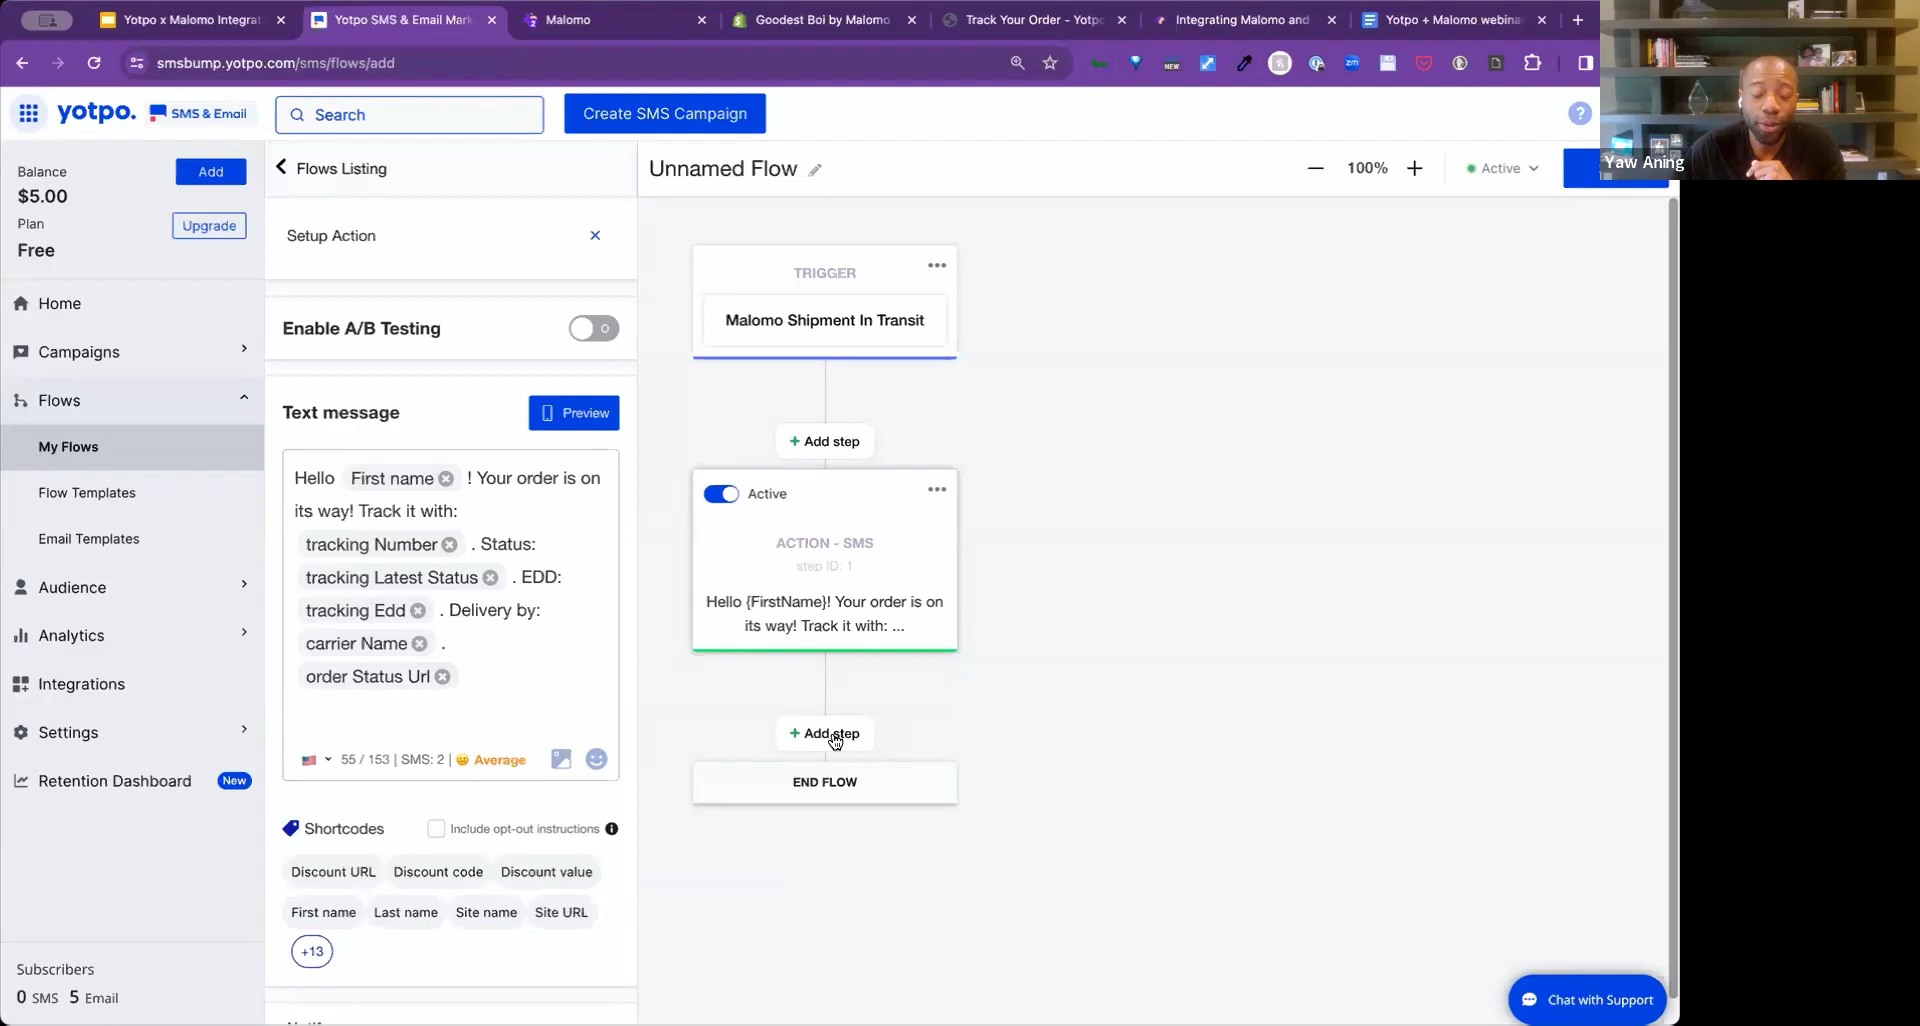 Yotpo x Malomo Integrat
Yotpo SMS & Email Mark
Malomo
Goodest Boi by Malomo
Track Your Order - Yotpo
Integrating Malomo and
Yotpo + Malomo webina
smsbump.yotpo.com/sms/flows/add
NEW
zm
yotpo.
SMS & Email
Search
Create SMS Campaign
?
Yaw Aning
Balance
Add
$5.00
Plan
Upgrade
Free
Home
Campaigns
Flows
My Flows
Flow Templates
Email Templates
Audience
Analytics
Integrations
Settings
Retention Dashboard
New
Subscribers
0 SMS 5 Email
Flows Listing
Setup Action
Enable A/B Testing
Text message
Preview
Hello First name ! Your order is on
its way! Track it with:
tracking Number . Status:
tracking Latest Status . EDD:
tracking Edd . Delivery by:
carrier Name .
order Status Url
55 / 153 | SMS: 2 | Average
Shortcodes
Include opt-out instructions
Discount URL
Discount code
Discount value
First name
Last name
Site name
Site URL
+13
Unnamed Flow
100%
Active
TRIGGER
Malomo Shipment In Transit
+ Add step
Active
ACTION - SMS
step ID: 1
Hello {FirstName}! Your order is on
its way! Track it with: ...
+ Add step
END FLOW
Chat with Support